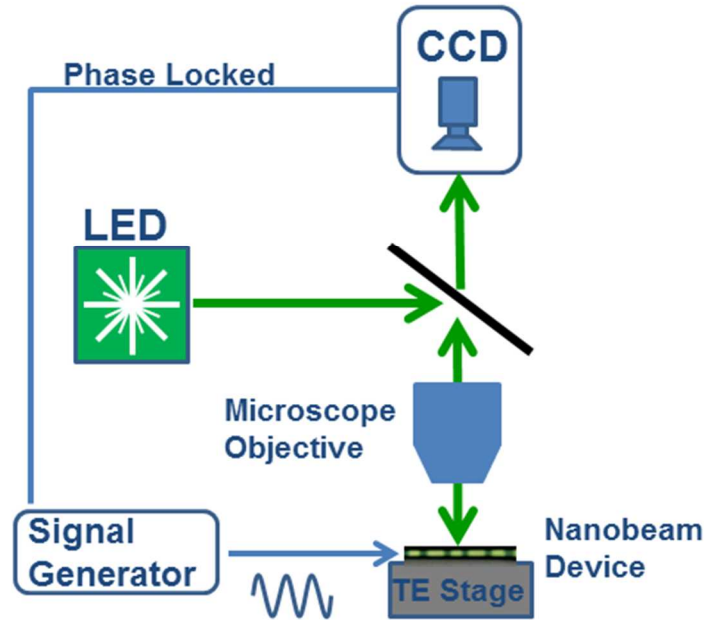 CCD
Phase Locked
LED
Microscope
Objective
Signal
Generator
Nanobeam
Device
TE Stage